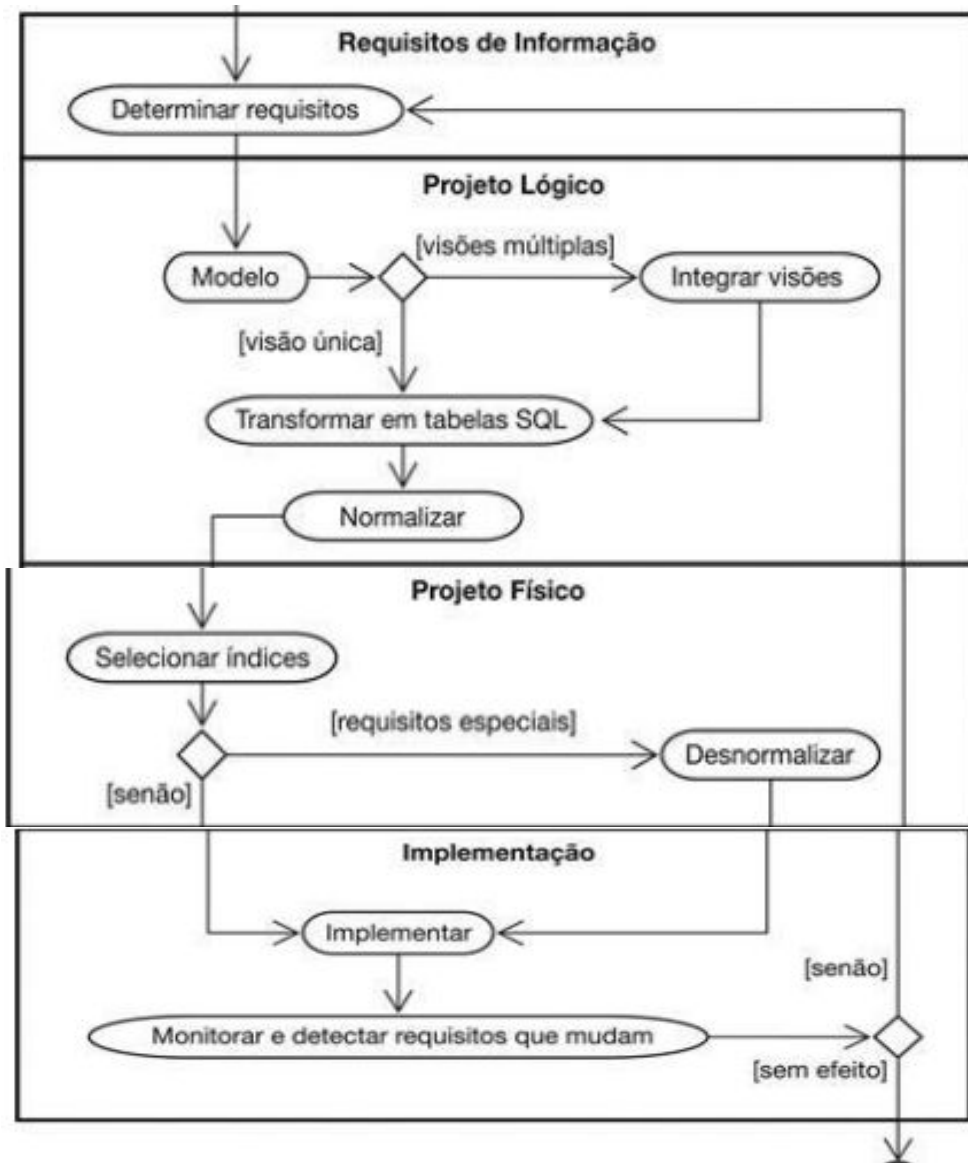 Requisitos de Informação
Determinar requisitos
Projeto Lógico
[visões múltiplas]
Modelo
Integrar visões
[visão única]
Transformar em tabelas SQL
Normalizar
Projeto Físico
Selecionar índices
[requisitos especiais]
Desnormalizar
[senão]
Implementação
Implementar
[senão]
Monitorar e detectar requisitos que mudam
[sem efeito]